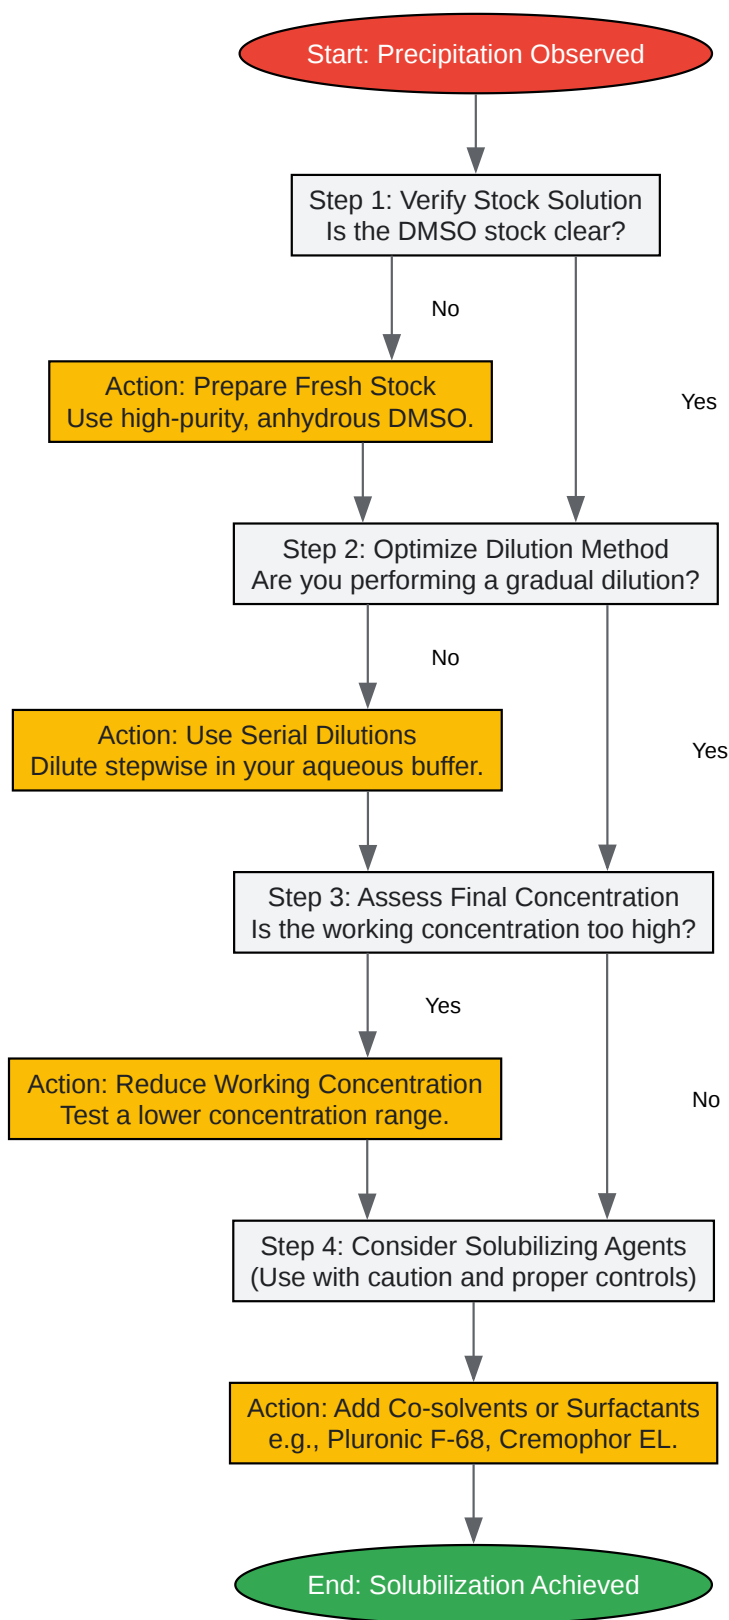 Start: Precipitation Observed
Step 1: Verify Stock Solution
Is the DMSO stock clear?
No
Action: Prepare Fresh Stock
Use high-purity, anhydrous DMSO.
Yes
Step 2: Optimize Dilution Method
Are you performing a gradual dilution?
No
Action: Use Serial Dilutions
Dilute stepwise in your aqueous buffer.
Yes
Step 3: Assess Final Concentration
Is the working concentration too high?
Yes
Action: Reduce Working Concentration
Test a lower concentration range.
No
Step 4: Consider Solubilizing Agents
(Use with caution and proper controls)
Action: Add Co-solvents or Surfactants
e.g., Pluronic F-68, Cremophor EL.
End: Solubilization Achieved